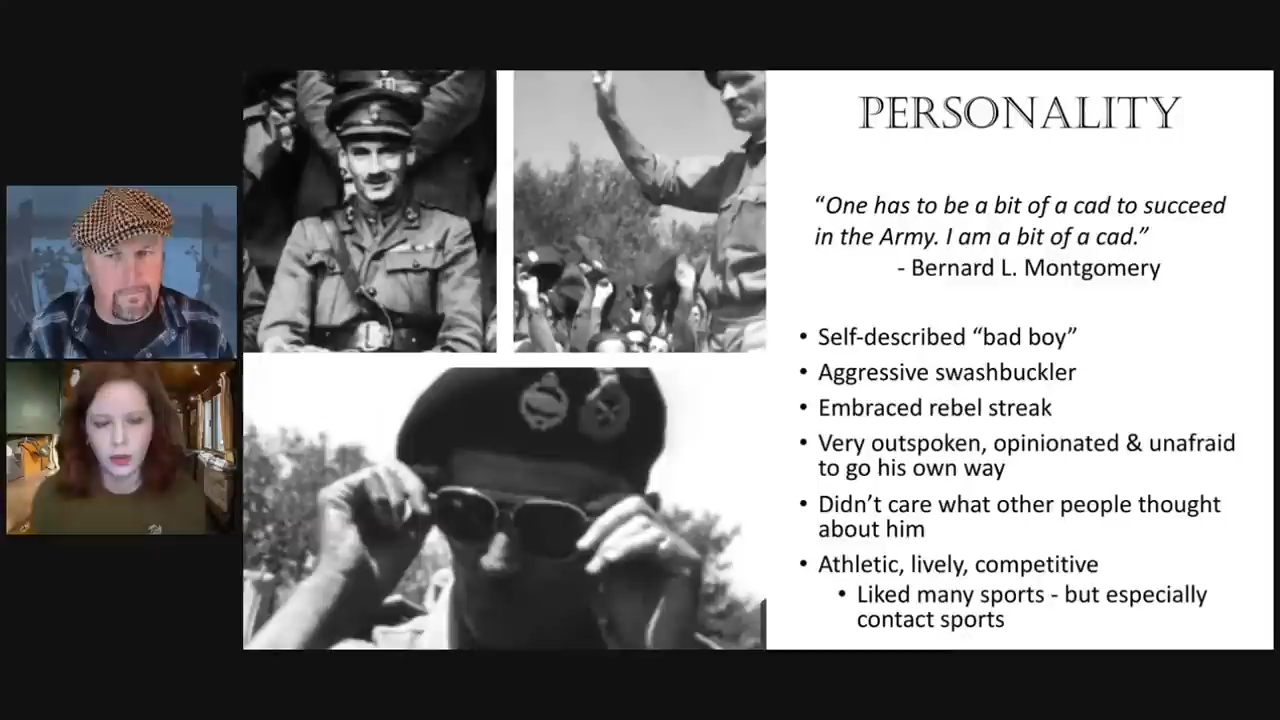 PERSONALITY
“One has to be a bit of a cad to succeed
in the Army. I am a bit of a cad.”
- Bernard L. Montgomery
• Self-described “bad boy”
• Aggressive swashbuckler
• Embraced rebel streak
• Very outspoken, opinionated & unafraid
to go his own way
• Didn’t care what other people thought
about him
• Athletic, lively, competitive
• Liked many sports - but especially
contact sports